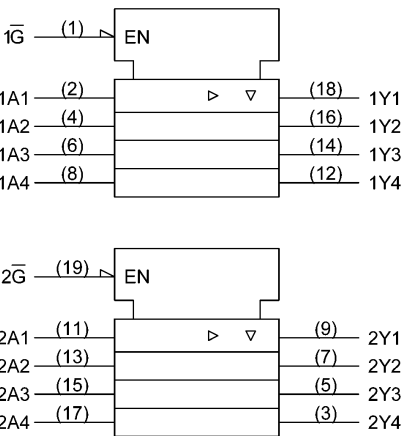 1G̅ (1) EN
1A1 (2) ▷ ▽ (18) 1Y1
1A2 (4) (16) 1Y2
1A3 (6) (14) 1Y3
1A4 (8) (12) 1Y4
2G̅ (19) EN
2A1 (11) ▷ ▽ (9) 2Y1
2A2 (13) (7) 2Y2
2A3 (15) (5) 2Y3
2A4 (17) (3) 2Y4